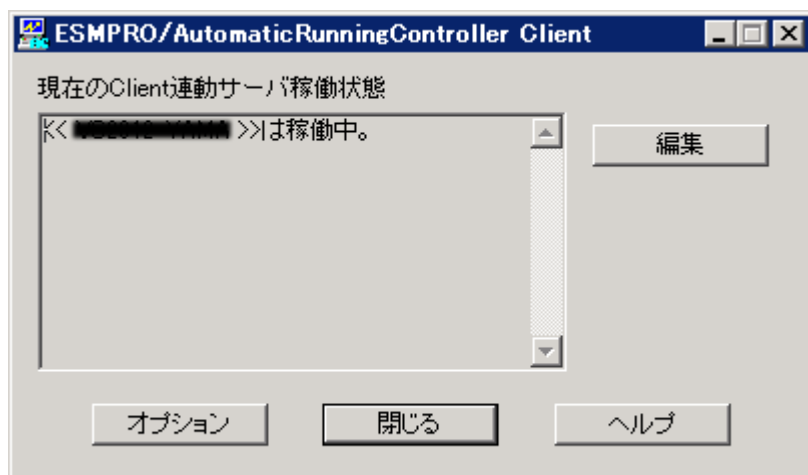 ESMPRO/AutomaticRunningController Client
現在のClient連動サーバ稼働状態
<< >>は稼働中。
編集
オプション
閉じる
ヘルプ